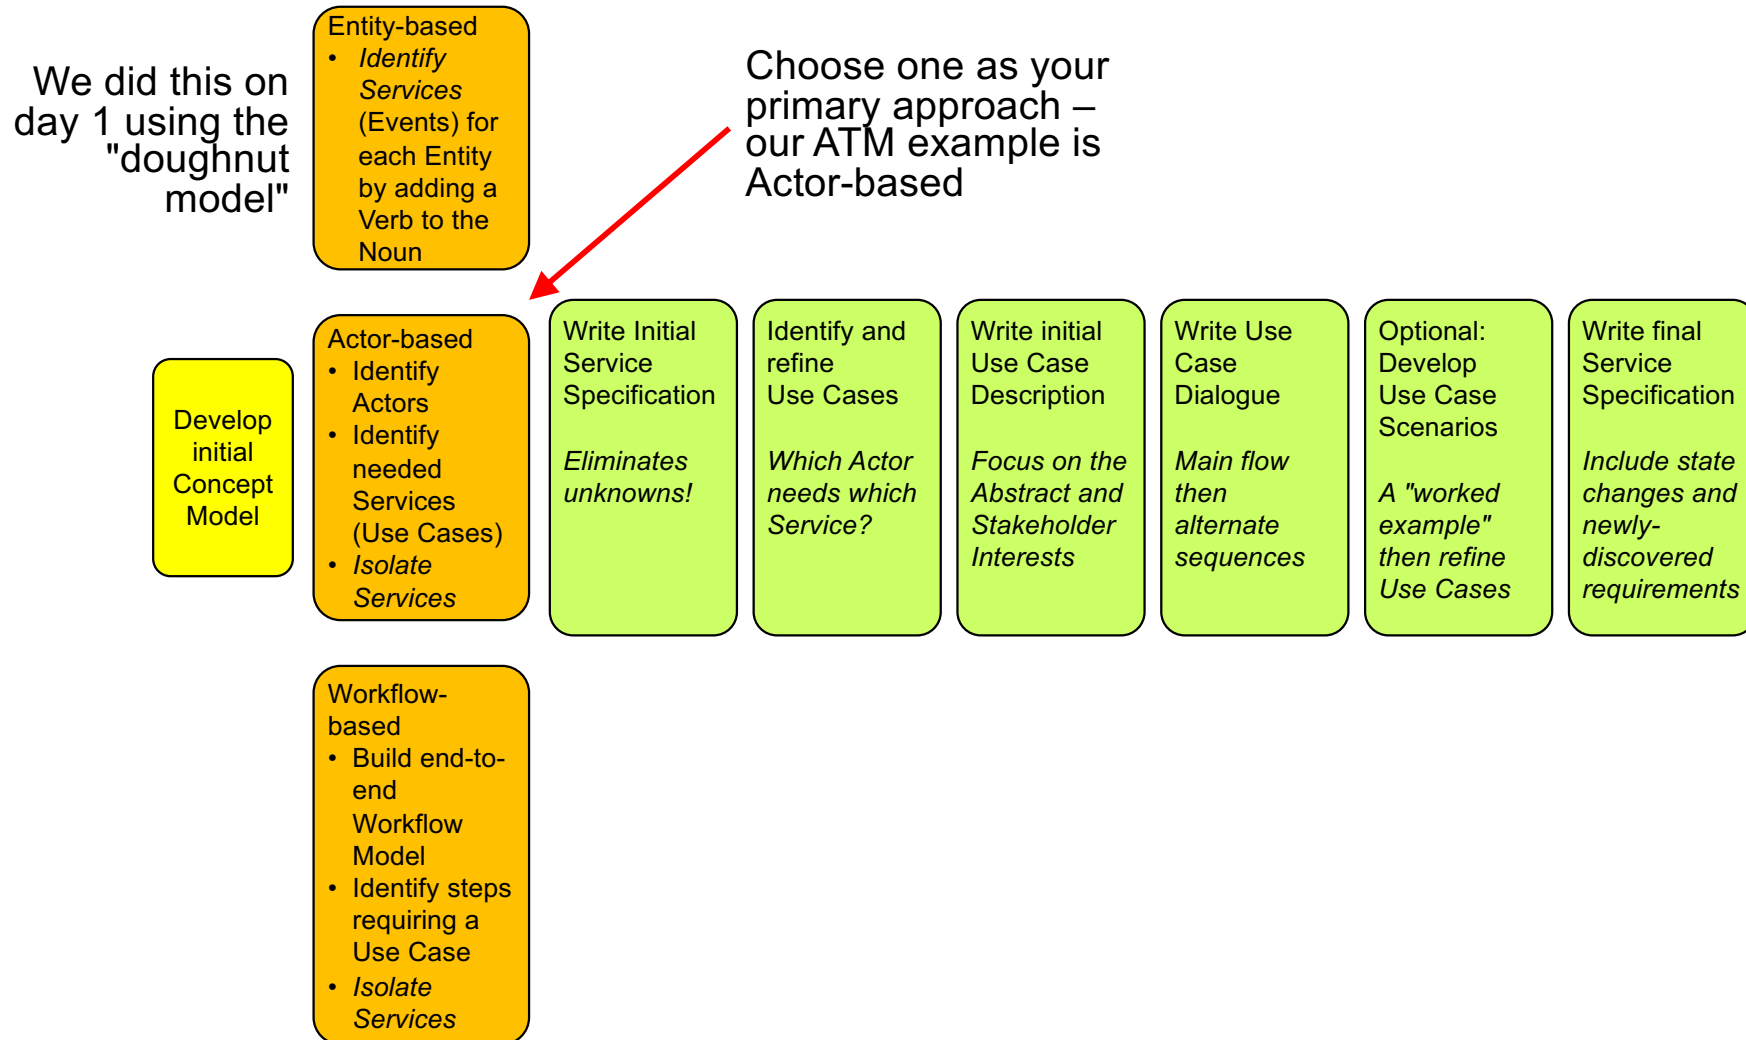 We did this on
day 1 using the
"doughnut
model"
Entity-based
• Identify
Services
(Events) for
each Entity
by adding a
Verb to the
Noun
Choose one as your
primary approach –
our ATM example is
Actor-based
Develop
initial
Concept
Model
Actor-based
• Identify
Actors
• Identify
needed
Services
(Use Cases)
• Isolate
Services
Write Initial
Service
Specification
Eliminates
unknowns!
Identify and
refine
Use Cases
Which Actor
needs which
Service?
Write initial
Use Case
Description
Focus on the
Abstract and
Stakeholder
Interests
Write Use
Case
Dialogue
Main flow
then
alternate
sequences
Optional:
Develop
Use Case
Scenarios
A "worked
example"
then refine
Use Cases
Write final
Service
Specification
Include state
changes and
newly-
discovered
requirements
Workflow-
based
• Build end-to-
end
Workflow
Model
• Identify steps
requiring a
Use Case
• Isolate
Services